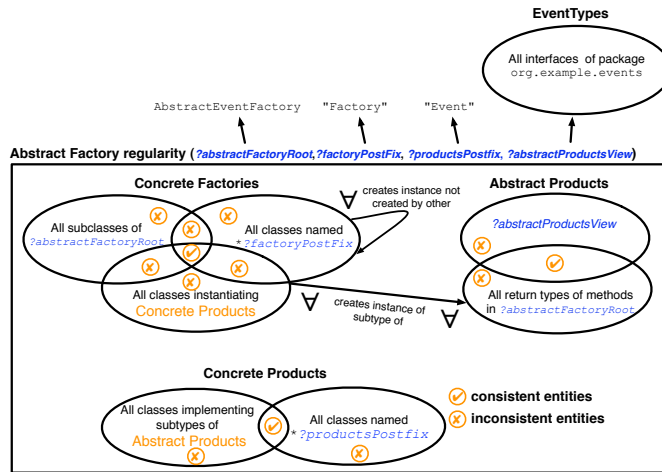 EventTypes
All interfaces of package
org.example.events
AbstractEventFactory
"Factory"
"Event"
Abstract Factory regularity (?abstractFactoryRoot,?factoryPostFix, ?productsPostfix, ?abstractProductsView)
Concrete Factories
∀
creates instance not
created by other
Abstract Products
All subclasses of
?abstractFactoryRoot
All classes named
*?factoryPostFix
?abstractProductsView
All classes instantiating
Concrete Products
∀
creates instance of
subtype of
∀
All return types of methods
in ?abstractFactoryRoot
Concrete Products
All classes implementing
subtypes of
Abstract Products
All classes named
*?productsPostfix
consistent entities
inconsistent entities